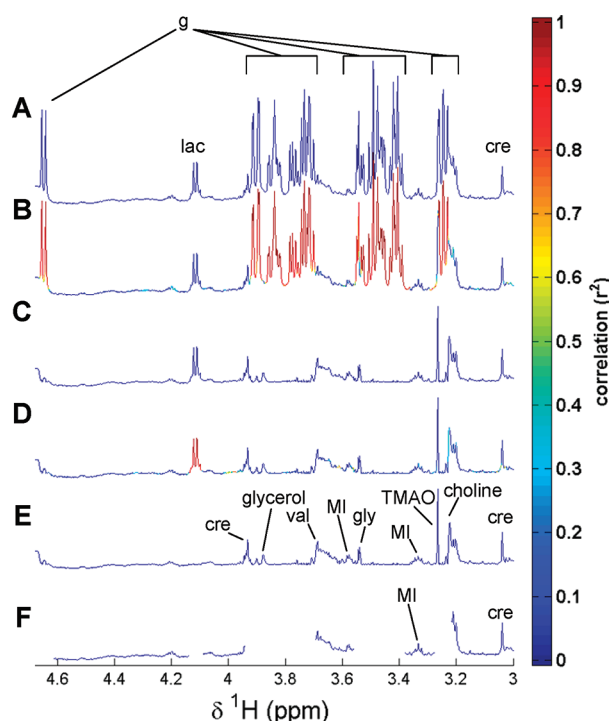 g
A
lac
cre
B
C
D
E
cre
glycerol
val
MI
gly
MI
TMAO
choline
cre
F
MI
cre
4.6 4.4 4.2 4 3.8 3.6 3.4 3.2 3
δ ¹H (ppm)
1
0.9
0.8
0.7
0.6
0.5
0.4
0.3
0.2
0.1
0
correlation (r²)